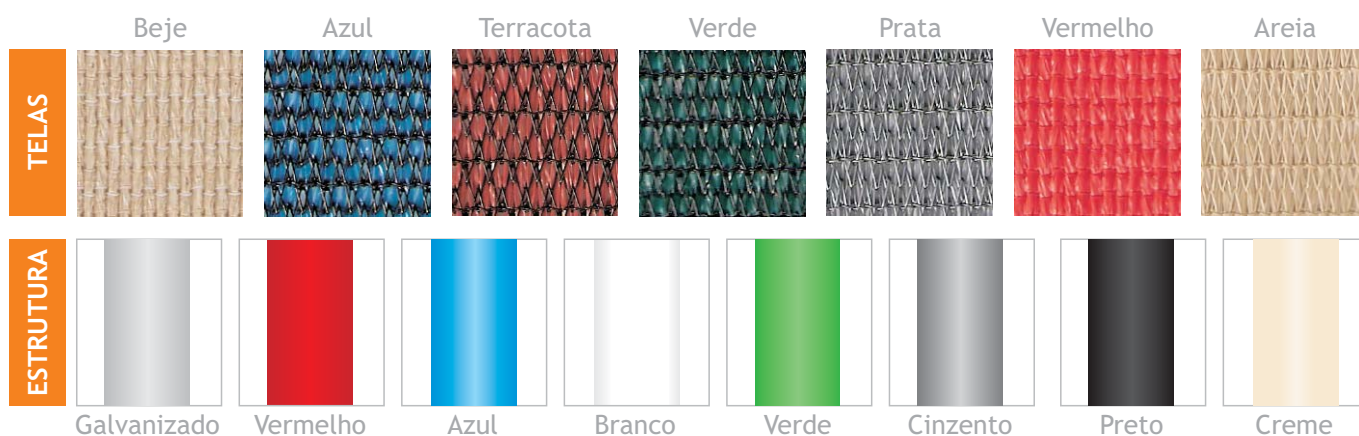 Beje Azul Terracota Verde Prata Vermelho Areia
TELAS
ESTRUTURA
Galvanizado Vermelho Azul Branco Verde Cinzento Preto Creme